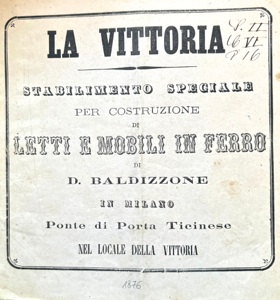 LA VITTORIA
STABILIMENTO SPECIALE
PER COSTRUZIONE
DI
LETTI E MOBILI IN FERRO
DI
D. BALDIZZONE
IN MILANO
Ponte di Porta Ticinese
NEL LOCALE DELLA VITTORIA
1876